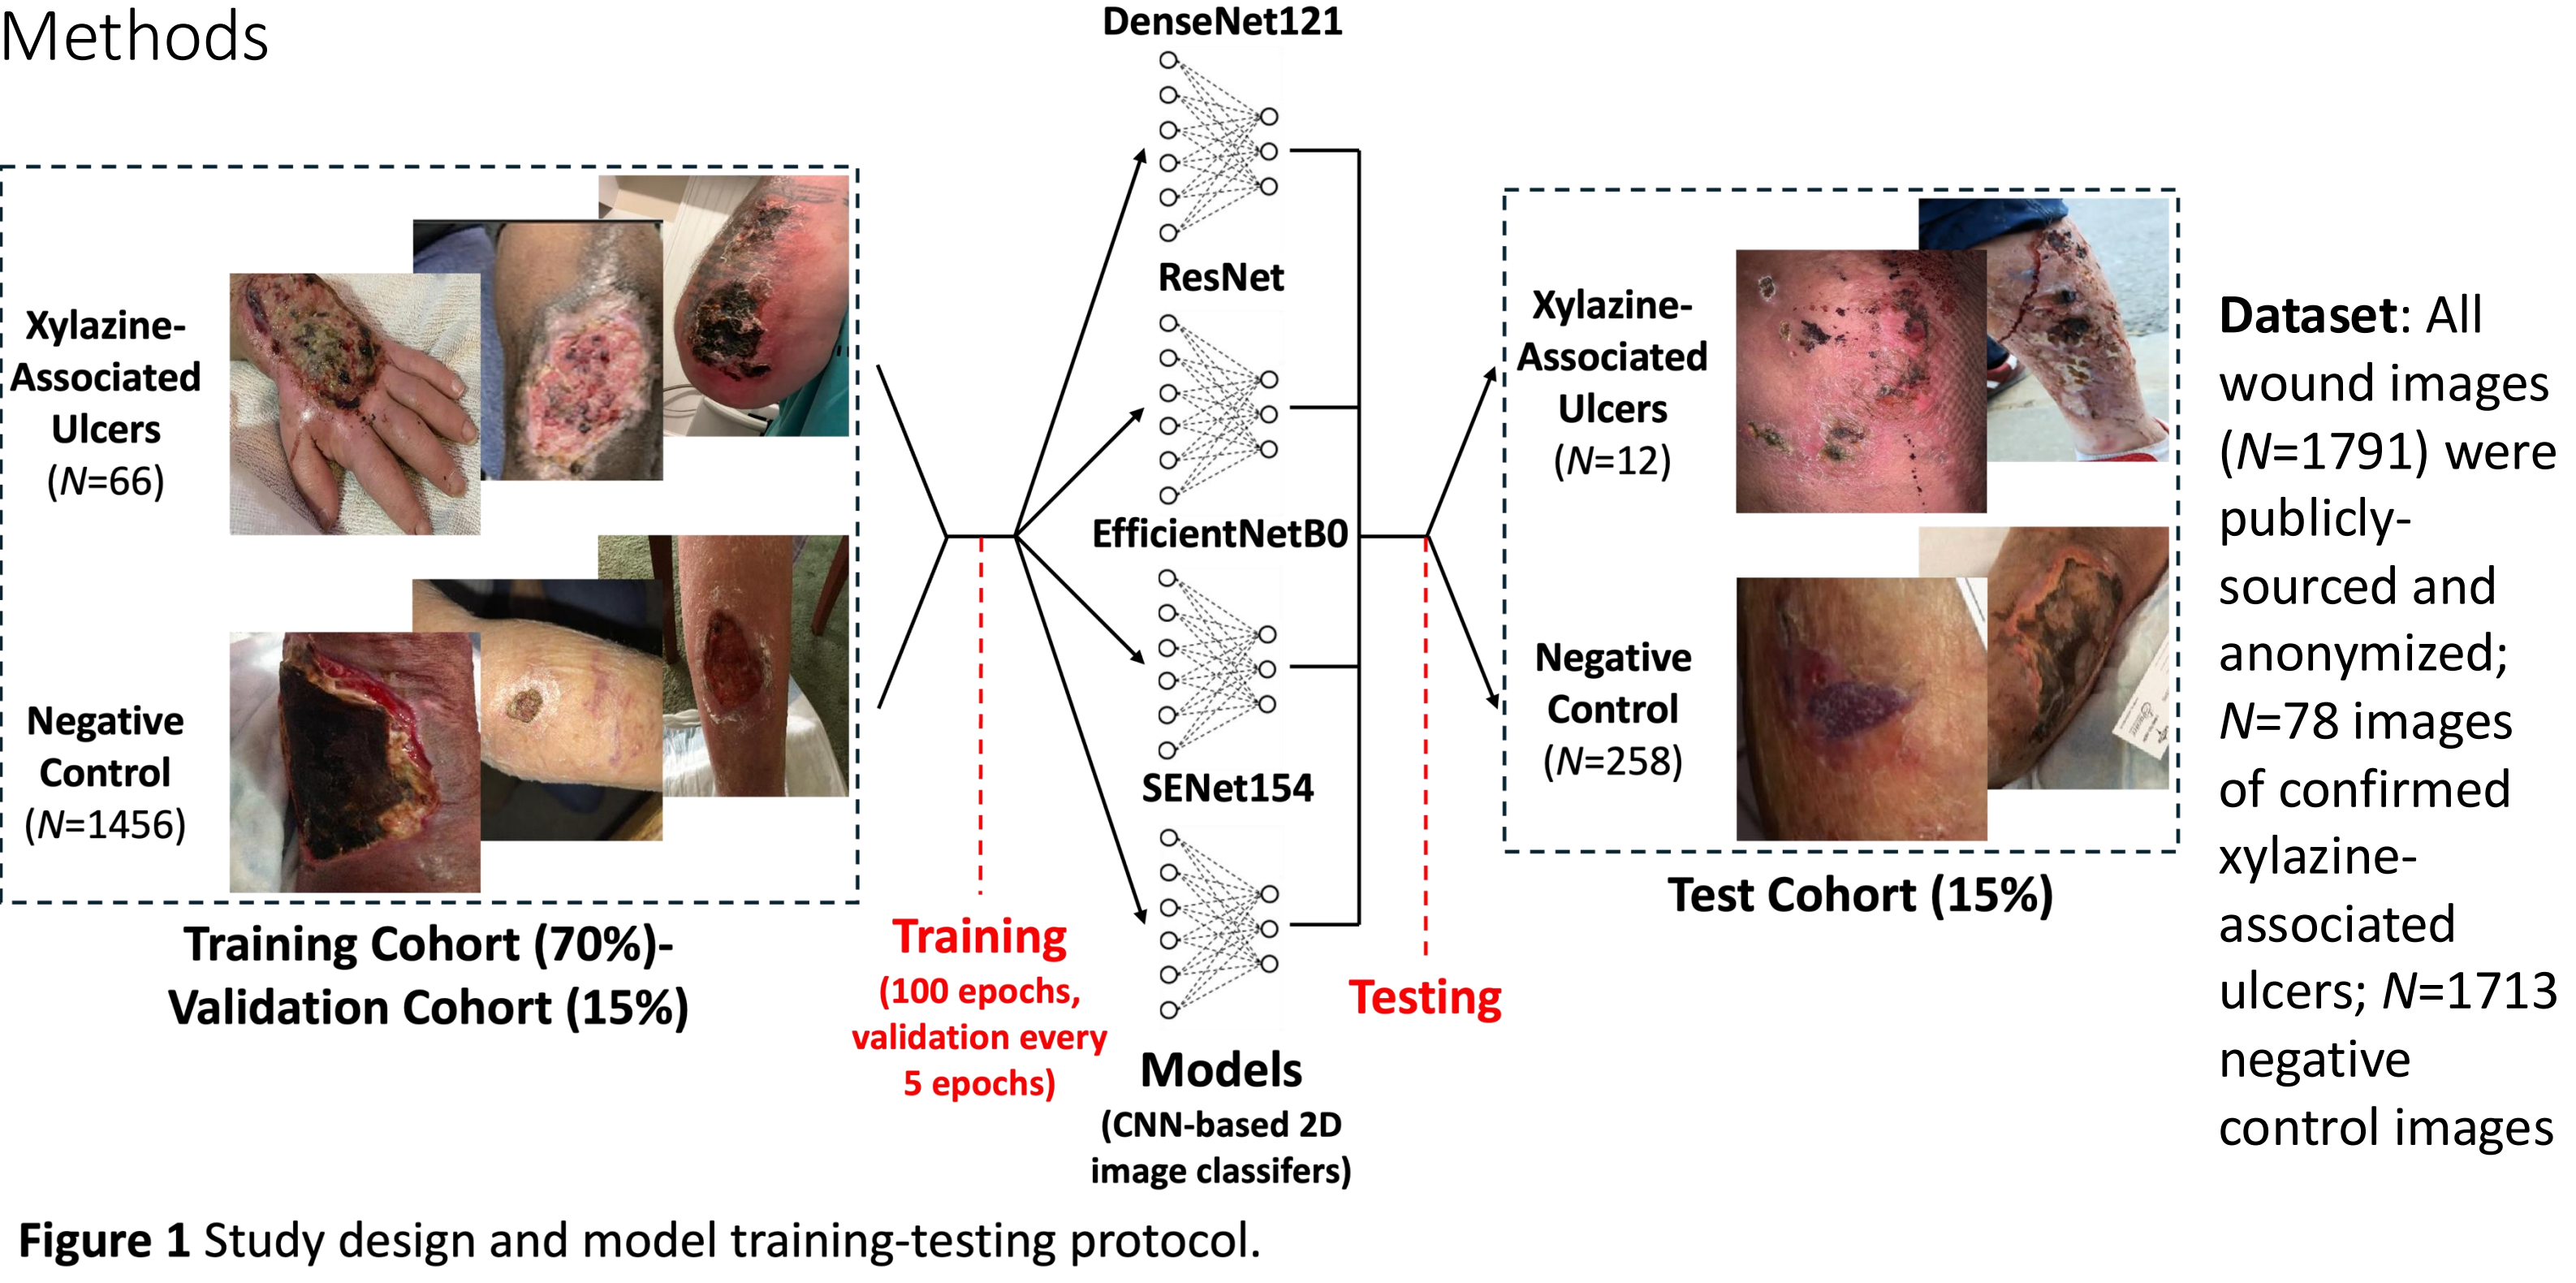 Methods
DenseNet121
ResNet
EfficientNetB0
SENet154
Xylazine-
Associated
Ulcers
(N=66)
Negative
Control
(N=1456)
Training Cohort (70%)-
Validation Cohort (15%)
Training
(100 epochs,
validation every
5 epochs)
Models
(CNN-based 2D
image classifers)
Testing
Xylazine-
Associated
Ulcers
(N=12)
Negative
Control
(N=258)
Test Cohort (15%)
Dataset: All
wound images
(N=1791) were
publicly-
sourced and
anonymized;
N=78 images
of confirmed
xylazine-
associated
ulcers; N=1713
negative
control images
Figure 1 Study design and model training-testing protocol.